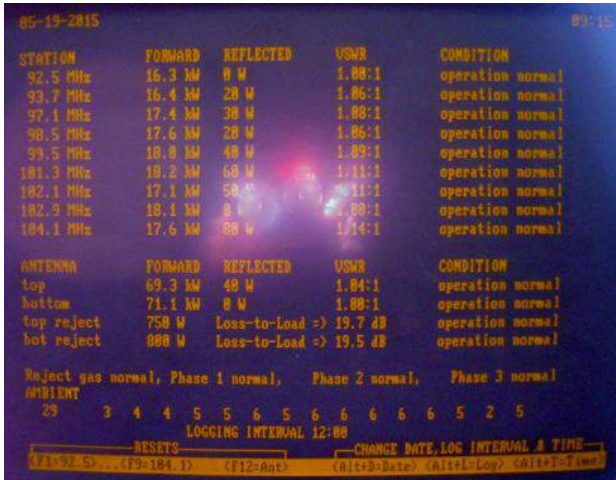 05-19-2015 09:15
STATION FORWARD REFLECTED VSWR CONDITION
92.5 MHz 16.3 kW 0 W 1.00:1 operation normal
93.7 MHz 16.4 kW 20 W 1.06:1 operation normal
97.1 MHz 17.4 kW 30 W 1.08:1 operation normal
98.5 MHz 17.6 kW 20 W 1.06:1 operation normal
99.5 MHz 18.0 kW 40 W 1.09:1 operation normal
101.3 MHz 18.2 kW 60 W 1.11:1 operation normal
102.1 MHz 17.1 kW 50 W 1.11:1 operation normal
102.9 MHz 18.1 kW 0 W 1.00:1 operation normal
104.1 MHz 17.6 kW 80 W 1.14:1 operation normal
ANTENNA FORWARD REFLECTED VSWR CONDITION
top 69.3 kW 40 W 1.04:1 operation normal
bottom 71.1 kW 0 W 1.00:1 operation normal
top reject 750 W Loss-to-Load => 19.7 dB operation normal
bot reject 800 W Loss-to-Load => 19.5 dB operation normal
Reject gas normal, Phase 1 normal, Phase 2 normal, Phase 3 normal
AMBIENT
29 3 4 4 5 5 6 5 6 6 6 6 6 5 2 5
LOGGING INTERVAL 12:00
RESETS CHANGE DATE,LOG INTERVAL & TIME
(F1=92.5)...(F9=104.1) (F12=Ant) (Alt+D=Date) (Alt+L=Log) (Alt+T=Time)